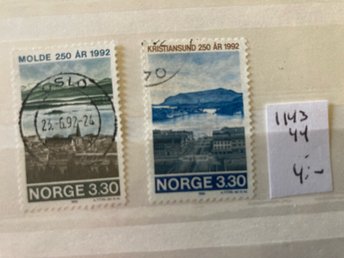 MOLDE 250 ÅR 1992
OSLO
23.-6.92-24
NORGE 3.30
KRISTIANSUND 250 ÅR 1992
NORGE 3.30
1143
44
4:-